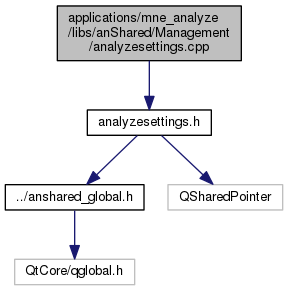 applications/mne_analyze
/libs/anShared/Management
/analyzesettings.cpp
analyzesettings.h
../anshared_global.h
QSharedPointer
QtCore/qglobal.h